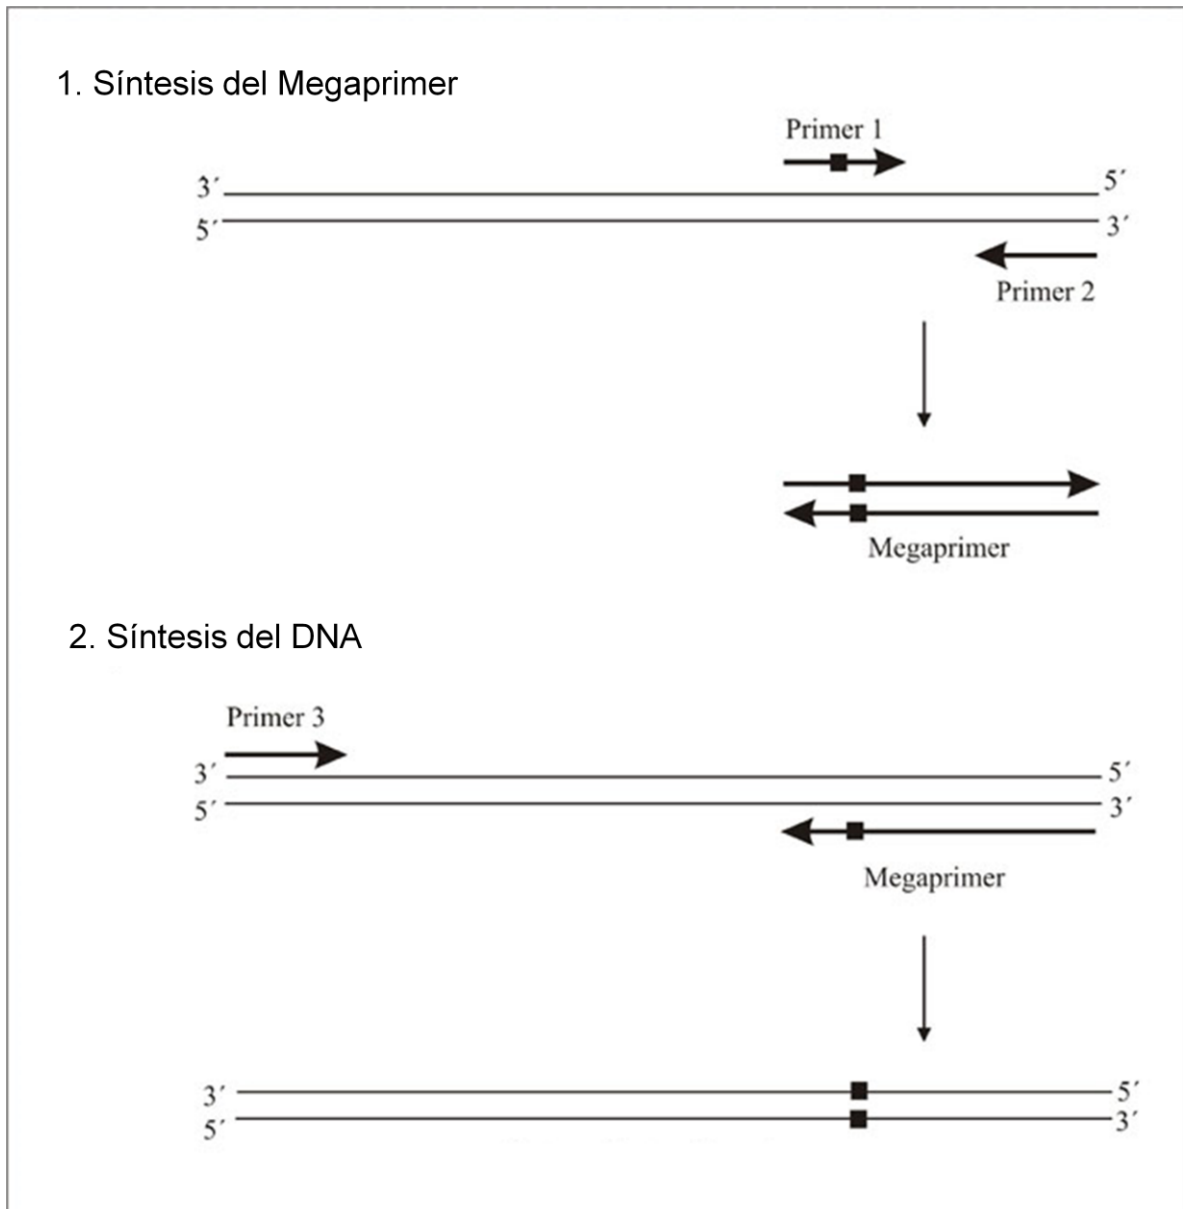 1. Síntesis del Megaprimer
Primer 1
3´ 5´
5´ 3´
Primer 2
Megaprimer
2. Síntesis del DNA
Primer 3
3´ 5´
5´ 3´
Megaprimer
3´ 5´
5´ 3´